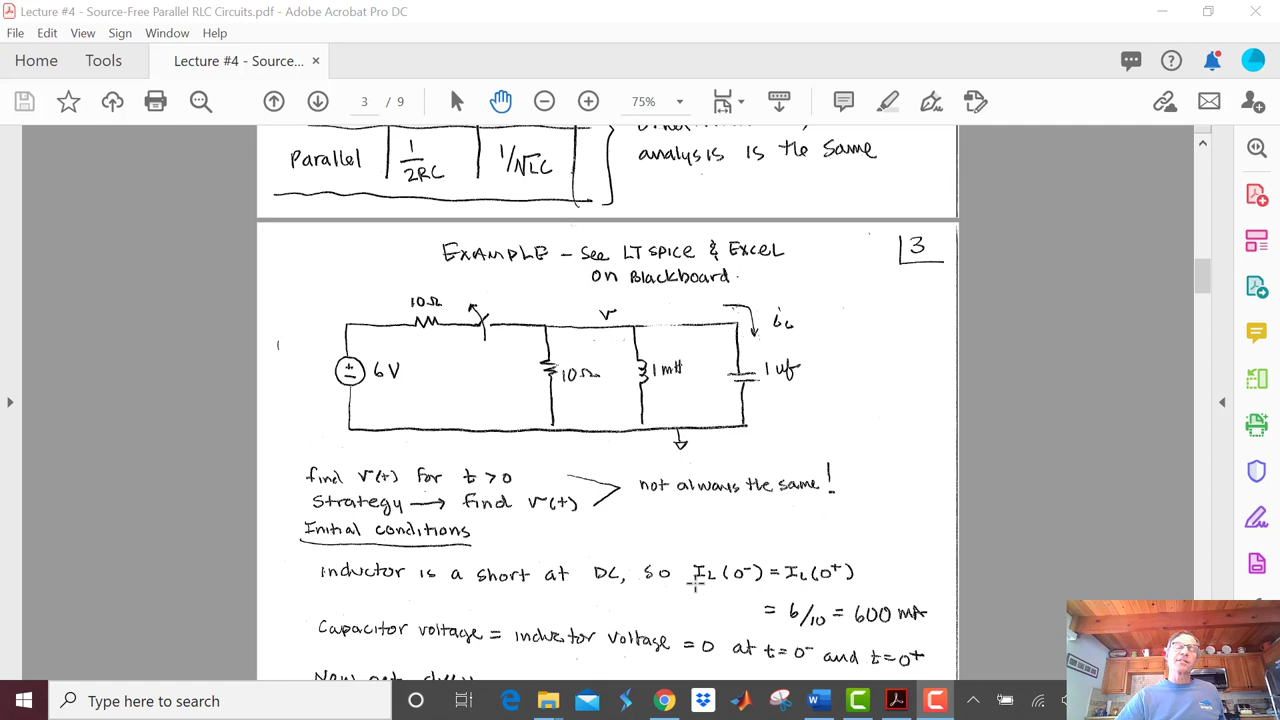 Lecture #4 - Source-Free Parallel RLC Circuits.pdf - Adobe Acrobat Pro DC
File Edit View Sign Window Help
Home Tools Lecture #4 - Source... ×
3 / 9 75%
Parallel 1/2RC 1/√LC
analysis is the same
EXAMPLE - See LTSPICE & EXCEL
on Blackboard.
3
10Ω
v
ic
6V
10Ω
1mH
1uf
find v(t) for t>0
Strategy → find v(t)
not always the same!
Initial conditions
Inductor is a short at DC, so IL(0-) = IL(0+)
= 6/10 = 600 mA
Capacitor voltage = inductor voltage = 0 at t=0- and t=0+
Type here to search